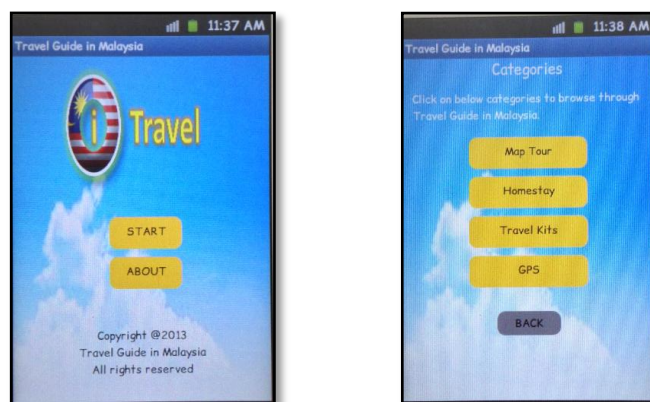 11:37 AM
Travel Guide in Malaysia
i Travel
START
ABOUT
Copyright @2013
Travel Guide in Malaysia
All rights reserved
11:38 AM
Travel Guide in Malaysia
Categories
Click on below categories to browse through
Travel Guide in Malaysia.
Map Tour
Homestay
Travel Kits
GPS
BACK